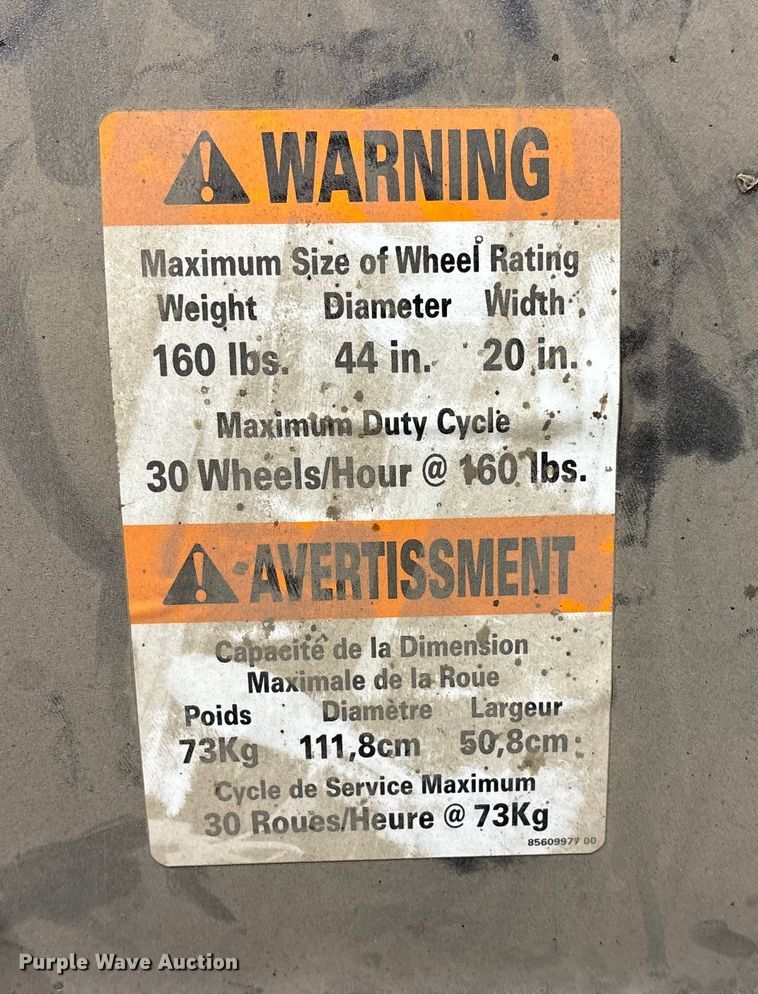 WARNING
Maximum Size of Wheel Rating
Weight Diameter Width
160 lbs. 44 in. 20 in.
Maximum Duty Cycle
30 Wheels/Hour @ 160 lbs.
AVERTISSMENT
Capacité de la Dimension
Maximale de la Roue
Poids Diamètre Largeur
73Kg 111,8cm 50,8cm
Cycle de Service Maximum
30 Roues/Heure @ 73Kg
85609977 00
Purple Wave Auction